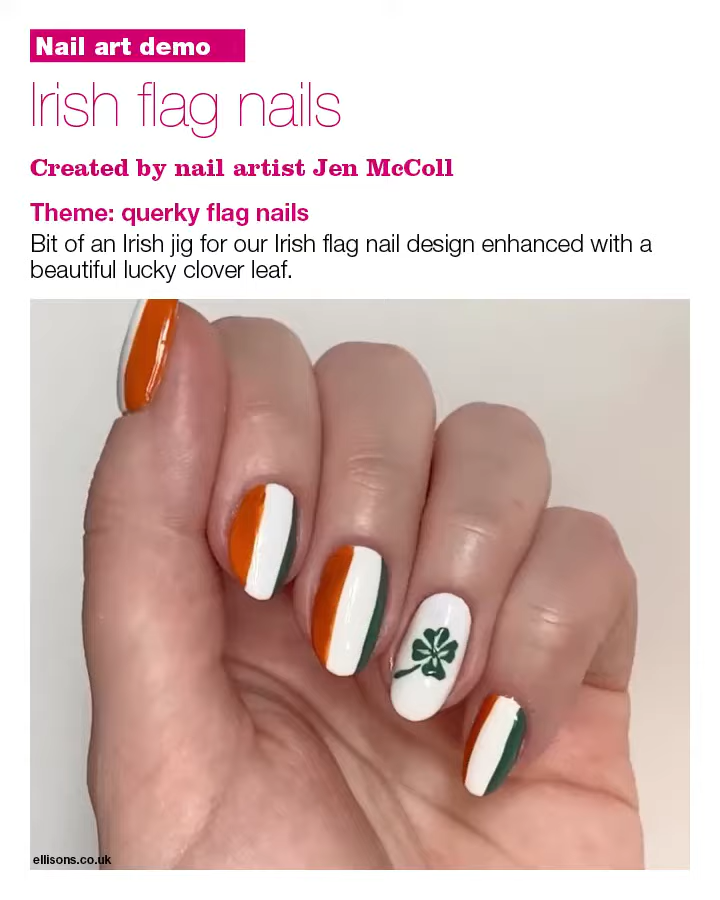 Nail art demo
Irish flag nails
Created by nail artist Jen McColl
Theme: querky flag nails
Bit of an Irish jig for our Irish flag nail design enhanced with a
beautiful lucky clover leaf.
ellisons.co.uk